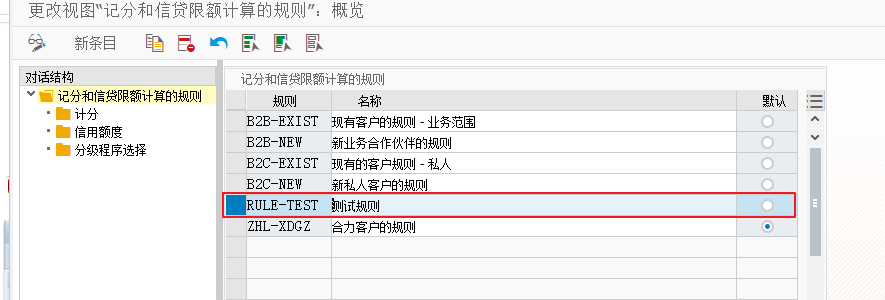 更改视图“记分和信贷限额计算的规则”：概览
新条目
对话结构
记分和信贷限额计算的规则
计分
信用额度
分级程序选择
记分和信贷限额计算的规则
规则 名称 默认
B2B-EXIST 现有客户的规则 - 业务范围
B2B-NEW 新业务合作伙伴的规则
B2C-EXIST 现有的客户规则 - 私人
B2C-NEW 新私人客户的规则
RULE-TEST 测试规则
ZHL-XDGZ 合力客户的规则